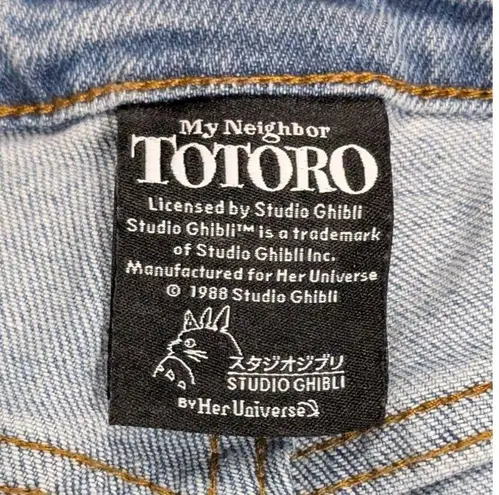 My Neighbor
TOTORO
Licensed by Studio Ghibli
Studio Ghibli™ is a trademark
of Studio Ghibli Inc.
Manufactured for Her Universe
© 1988 Studio Ghibli
スタジオジブリ
STUDIO GHIBLI
BY Her Universe